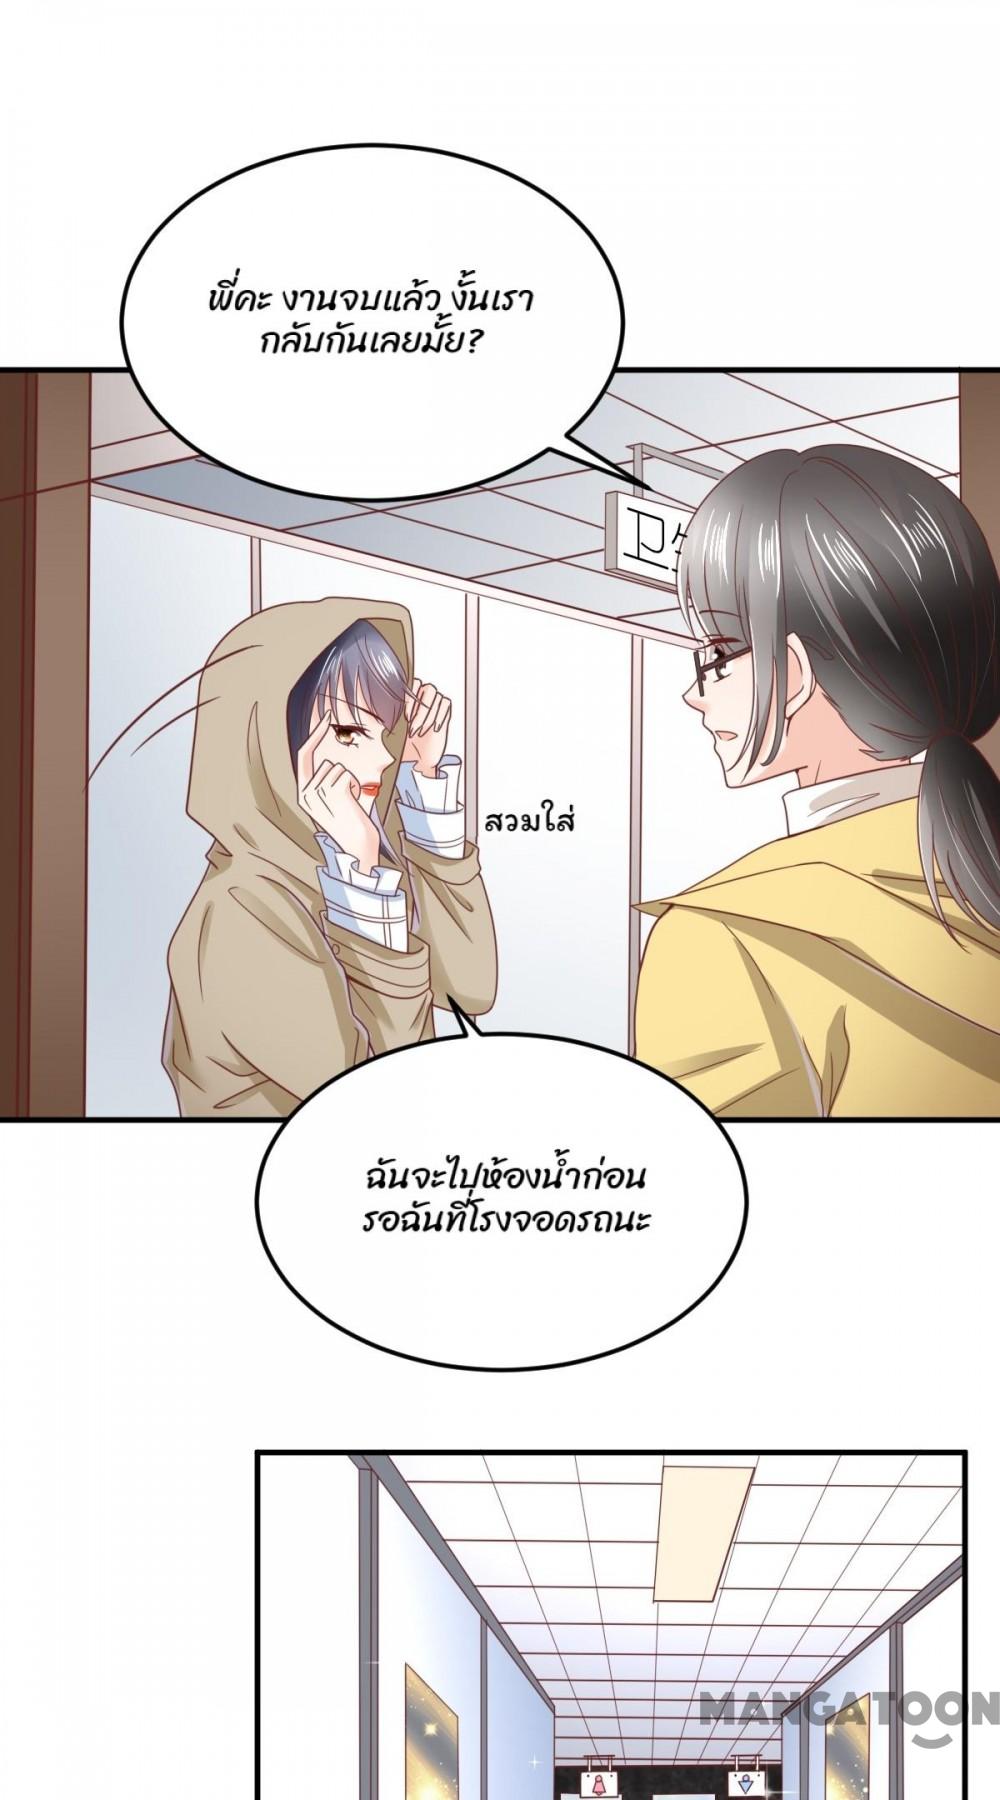 พี่คะ งานจบแล้ว งั้นเรา
กลับกันเลยมั้ย?
卫生
สวมใส่
ฉันจะไปห้องน้ำก่อน
รอฉันที่โรงจอดรถนะ
MANGATOON